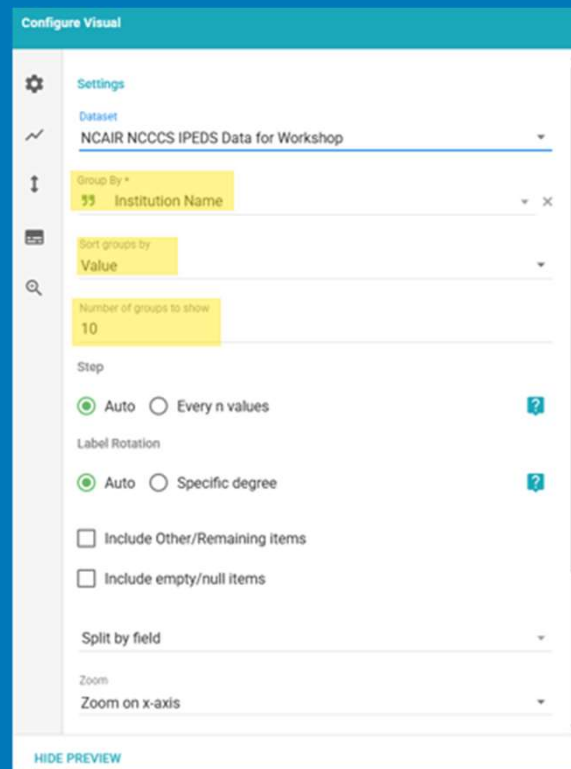 Configure Visual
Settings
Dataset
NCAIR NCCCS IPEDS Data for Workshop
Group By *
Institution Name
Sort groups by
Value
Number of groups to show
10
Step
Auto Every n values
Label Rotation
Auto Specific degree
Include Other/Remaining items
Include empty/null items
Split by field
Zoom
Zoom on x-axis
HIDE PREVIEW